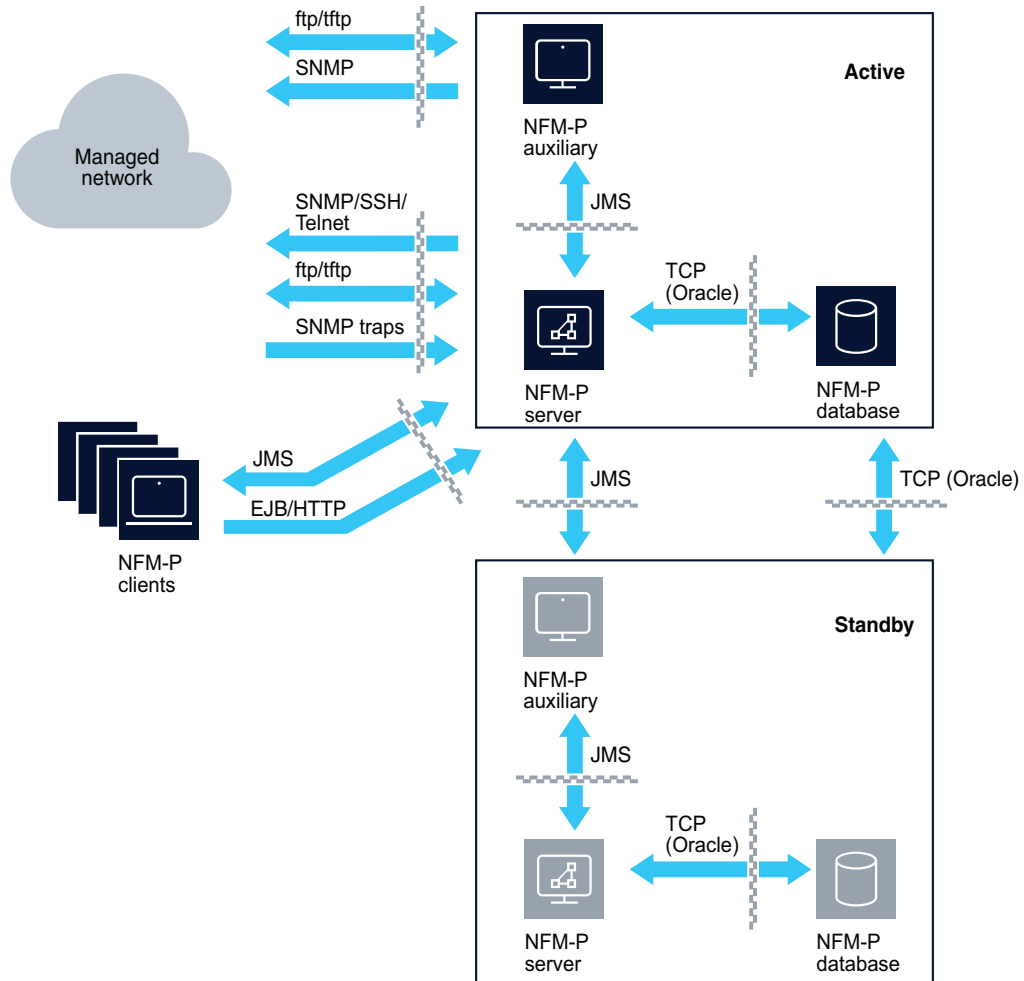 ftp/tftp
SNMP
Active
NFM-P
auxiliary
Managed
network
SNMP/SSH/
Telnet
JMS
ftp/tftp
TCP
(Oracle)
SNMP traps
NFM-P
server
NFM-P
database
JMS
EJB/HTTP
NFM-P
clients
JMS
TCP (Oracle)
Standby
NFM-P
auxiliary
JMS
TCP
(Oracle)
NFM-P
server
NFM-P
database